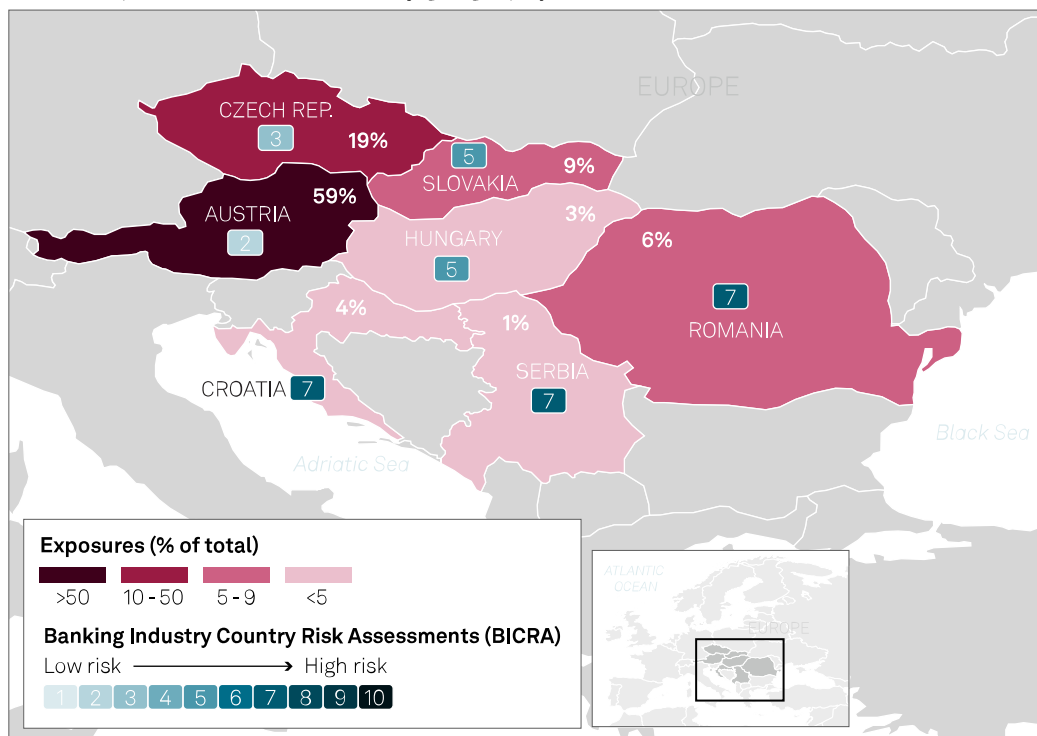 EUROPE
CZECH REP.
3
19%
5
SLOVAKIA
9%
59%
AUSTRIA
2
3%
HUNGARY
5
6%
7
ROMANIA
4%
1%
SERBIA
7
CROATIA
7
Black Sea
Adriatic Sea
Exposures (% of total)
>50
10 - 50
5 - 9
<5
Banking Industry Country Risk Assessments (BICRA)
Low risk
High risk
1 2 3 4 5 6 7 8 9 10
ATLANTIC
OCEAN
EUROPE